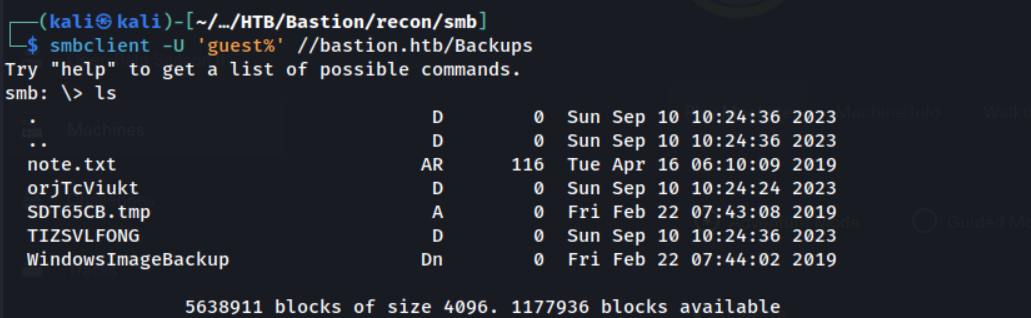 ┌──(kali㉿kali)-[~/…/HTB/Bastion/recon/smb]
└─$ smbclient -U 'guest%' //bastion.htb/Backups
Try "help" to get a list of possible commands.
smb: \> ls
  .                                   D        0  Sun Sep 10 10:24:36 2023
  ..                                  D        0  Sun Sep 10 10:24:36 2023
  note.txt                           AR      116  Tue Apr 16 06:10:09 2019
  orjTcViukt                          D        0  Sun Sep 10 10:24:24 2023
  SDT65CB.tmp                         A        0  Fri Feb 22 07:43:08 2019
  TIZSVLFONG                          D        0  Sun Sep 10 10:24:36 2023
  WindowsImageBackup                 Dn        0  Fri Feb 22 07:44:02 2019
                5638911 blocks of size 4096. 1177936 blocks available
Machines
Machine Info